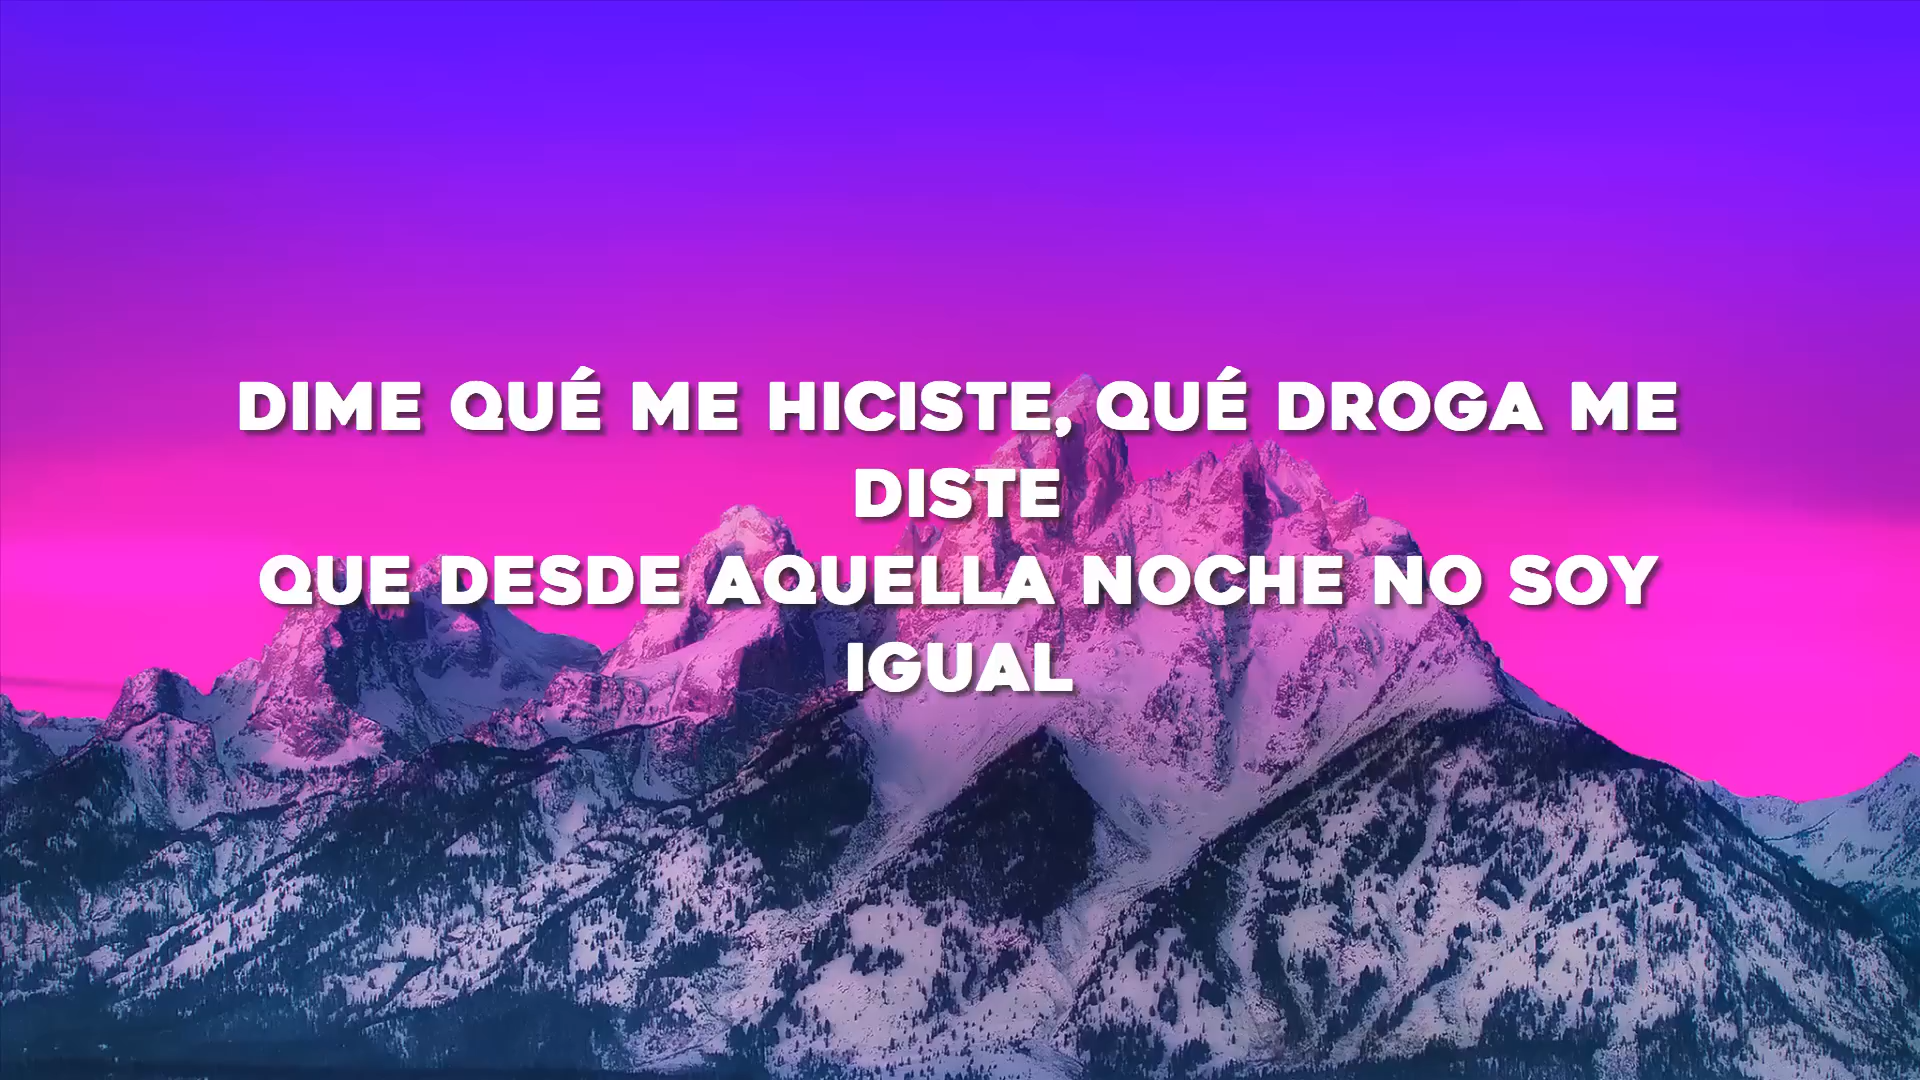 DIME QUÉ ME HICISTE, QUÉ DROGA ME
DISTE
QUE DESDE AQUELLA NOCHE NO SOY
IGUAL